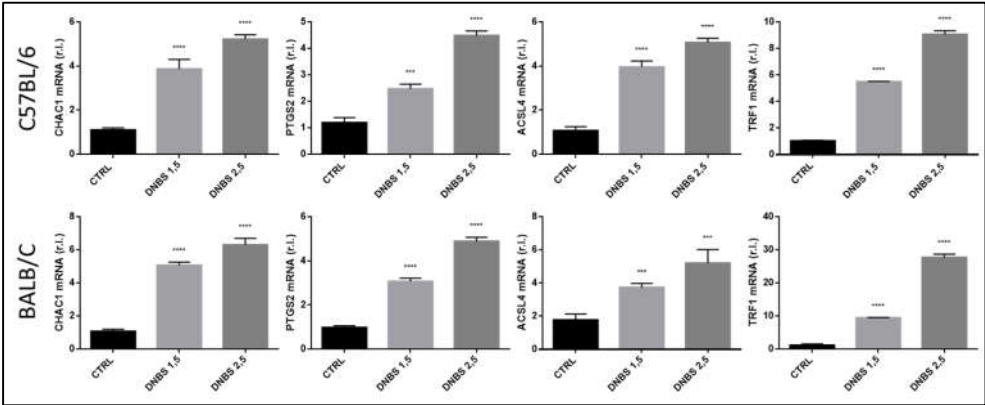 C57BL/6
CHAC1 mRNA (r.l.)
6
4
2
0
****
****
CTRL
DNBS 1,5
DNBS 2,5
PTGS2 mRNA (r.l.)
5
4
3
2
1
0
***
****
CTRL
DNBS 1,5
DNBS 2,5
ACSL4 mRNA (r.l.)
6
4
2
0
****
****
CTRL
DNBS 1,5
DNBS 2,5
TRF1 mRNA (r.l.)
10
8
6
4
2
0
****
****
CTRL
DNBS 1,5
DNBS 2,5
BALB/C
CHAC1 mRNA (r.l.)
8
6
4
2
0
****
****
CTRL
DNBS 1,5
DNBS 2,5
PTGS2 mRNA (r.l.)
6
4
2
0
****
****
CTRL
DNBS 1,5
DNBS 2,5
ACSL4 mRNA (r.l.)
8
6
4
2
0
***
***
CTRL
DNBS 1,5
DNBS 2,5
TRF1 mRNA (r.l.)
40
30
20
10
0
****
****
CTRL
DNBS 1,5
DNBS 2,5